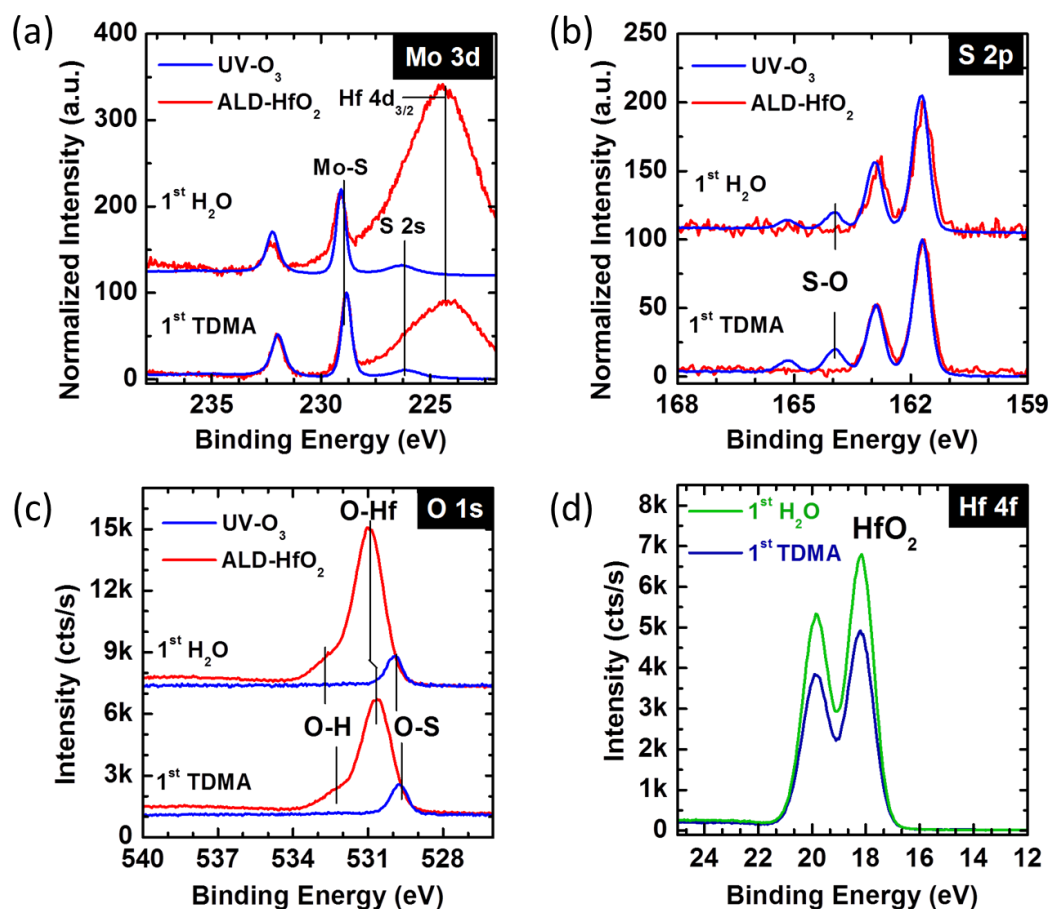 (a)
Mo 3d
UV-O₃
ALD-HfO₂
Hf 4d₃/₂
Mo-S
S 2s
1ˢᵗ H₂O
1ˢᵗ TDMA
400
300
200
100
0
235 230 225
Normalized Intensity (a.u.)
Binding Energy (eV)
(b)
S 2p
UV-O₃
ALD-HfO₂
1ˢᵗ H₂O
S-O
1ˢᵗ TDMA
250
200
150
100
50
0
168 165 162 159
Normalized Intensity (a.u.)
Binding Energy (eV)
(c)
O 1s
O-Hf
UV-O₃
ALD-HfO₂
1ˢᵗ H₂O
O-H
O-S
1ˢᵗ TDMA
15k
12k
9k
6k
3k
0
540 537 534 531 528
Intensity (cts/s)
Binding Energy (eV)
(d)
Hf 4f
1ˢᵗ H₂O
1ˢᵗ TDMA
HfO₂
8k
7k
6k
5k
4k
3k
2k
1k
0
24 22 20 18 16 14 12
Intensity (cts/s)
Binding Energy (eV)